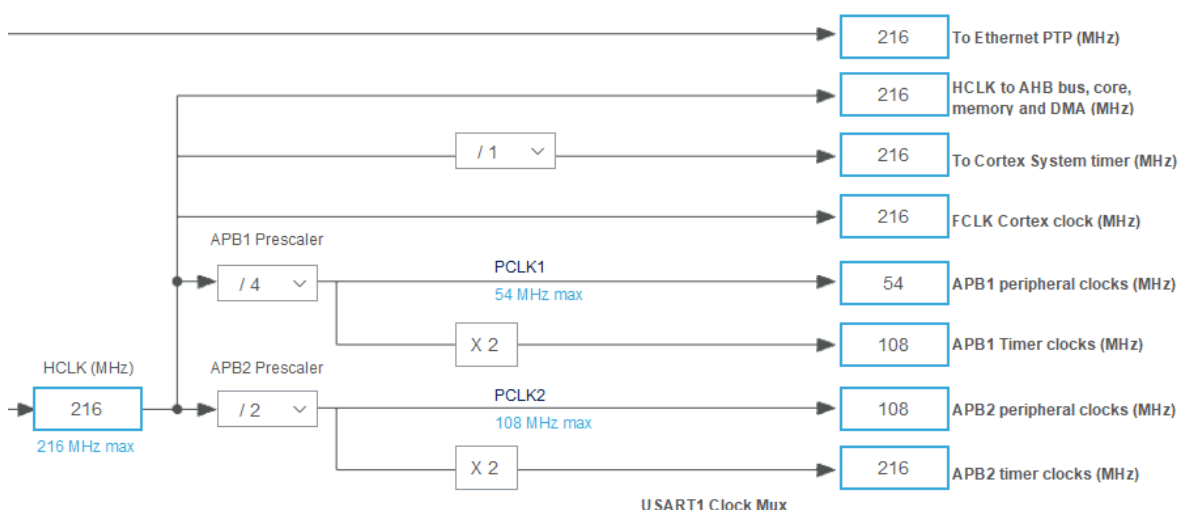 216
To Ethernet PTP (MHz)
216
HCLK to AHB bus, core,
memory and DMA (MHz)
/ 1
216
To Cortex System timer (MHz)
216
FCLK Cortex clock (MHz)
APB1 Prescaler
/ 4
PCLK1
54 MHz max
54
APB1 peripheral clocks (MHz)
X 2
108
APB1 Timer clocks (MHz)
HCLK (MHz)
216
216 MHz max
APB2 Prescaler
/ 2
PCLK2
108 MHz max
108
APB2 peripheral clocks (MHz)
X 2
216
APB2 timer clocks (MHz)
USART1 Clock Mux